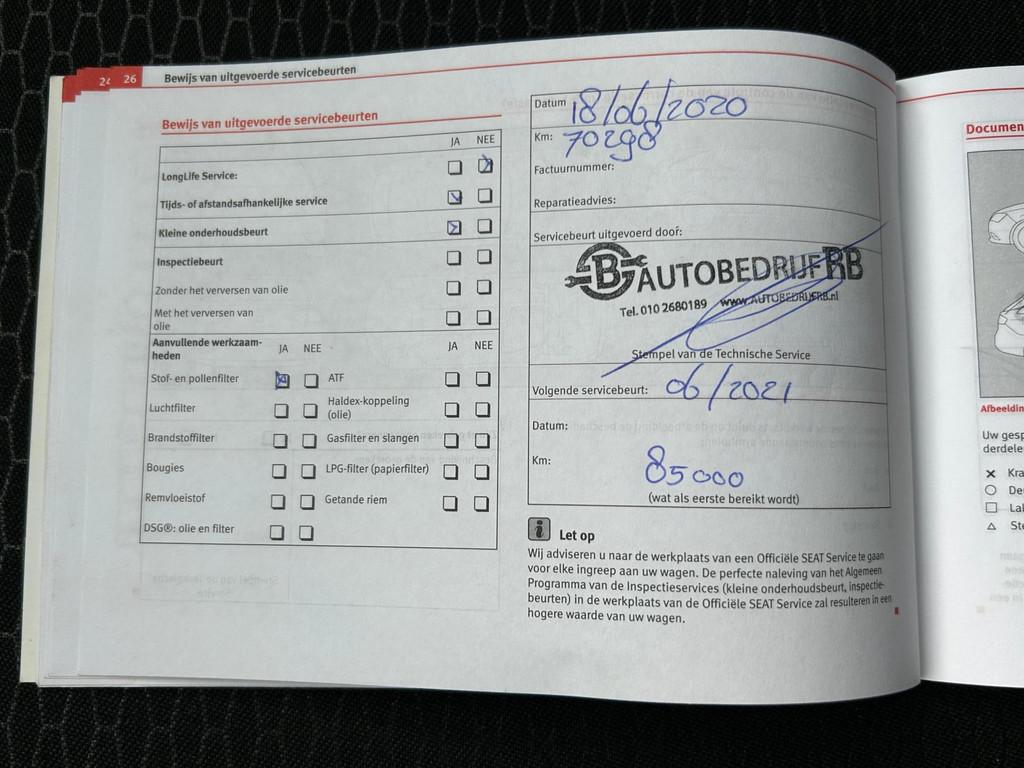 26 Bewijs van uitgevoerde servicebeurten
Bewijs van uitgevoerde servicebeurten
JA NEE
LongLife Service:
Tijds- of afstandsafhankelijke service
Kleine onderhoudsbeurt
Inspectiebeurt
Zonder het verversen van olie
Met het verversen van
olie
Aanvullende werkzaam-
heden
JA NEE JA NEE
Stof- en pollenfilter ATF
Luchtfilter Haldex-koppeling
(olie)
Brandstoffilter Gasfilter en slangen
Bougies LPG-filter (papierfilter)
Remvloeistof Getande riem
DSG®: olie en filter
Datum 18/06/2020
Km: 70298
Factuurnummer:
Reparatieadvies:
Servicebeurt uitgevoerd door:
B AUTOBEDRIJF RB
Tel. 010 2680189 www.AUTOBEDRIJFRB.nl
Stempel van de Technische Service
Volgende servicebeurt: 06/2021
Datum:
Km: 85000
(wat als eerste bereikt wordt)
i Let op
Wij adviseren u naar de werkplaats van een Officiële SEAT Service te gaan
voor elke ingreep aan uw wagen. De perfecte naleving van het Algemeen
Programma van de Inspectieservices (kleine onderhoudsbeurt, inspectie-
beurten) in de werkplaats van de Officiële SEAT Service zal resulteren in een
hogere waarde van uw wagen.
Documen
Afbeeldin
Uw gesp
derdele
Kra
De
Lal
Ste